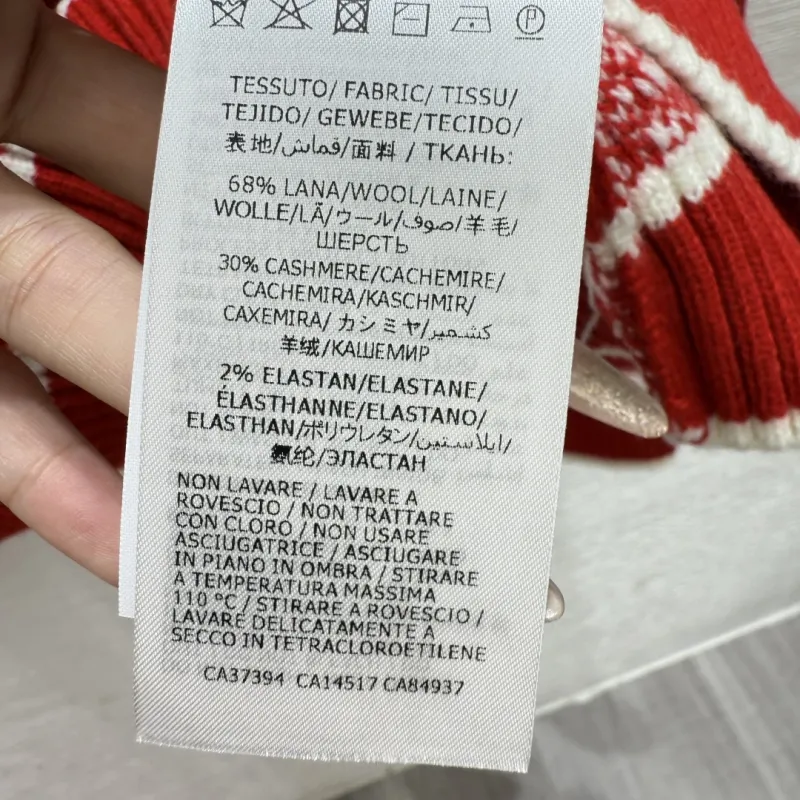 TESSUTO/ FABRIC/ TISSU/
TEJIDO/ GEWEBE/TECIDO/
表地/قماش/面料 / ТКАНЬ:
68% LANA/WOOL/LAINE/
WOLLE/LÃ/ウール/صوف/羊毛/
ШЕРСТЬ
30% CASHMERE/CACHEMIRE/
CACHEMIRA/KASCHMIR/
CAXEMIRA/ カシミヤ/كشمير/
羊绒/КАШЕМИР
2% ELASTAN/ELASTANE/
ÉLASTHANNE/ELASTANO/
ELASTHAN/ポリウレタン/ايلاستين/
氨纶/ЭЛАСТАН
NON LAVARE / LAVARE A
ROVESCIO / NON TRATTARE
CON CLORO / NON USARE
ASCIUGATRICE / ASCIUGARE
IN PIANO IN OMBRA / STIRARE
A TEMPERATURA MASSIMA
110 °C / STIRARE A ROVESCIO /
LAVARE DELICATAMENTE A
SECCO IN TETRACLOROETILENE
CA37394 CA14517 CA84937